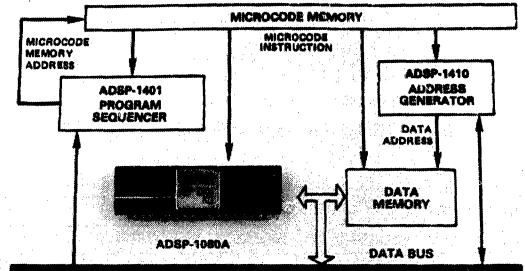 MICROCODE MEMORY
MICROCODE
MEMORY
ADDRESS
MICROCODE
INSTRUCTION
ADSP-1401
PROGRAM
SEQUENCER
ADSP-1410
ADDRESS
GENERATOR
DATA
ADDRESS
DATA
MEMORY
ADSP-1080A
DATA BUS